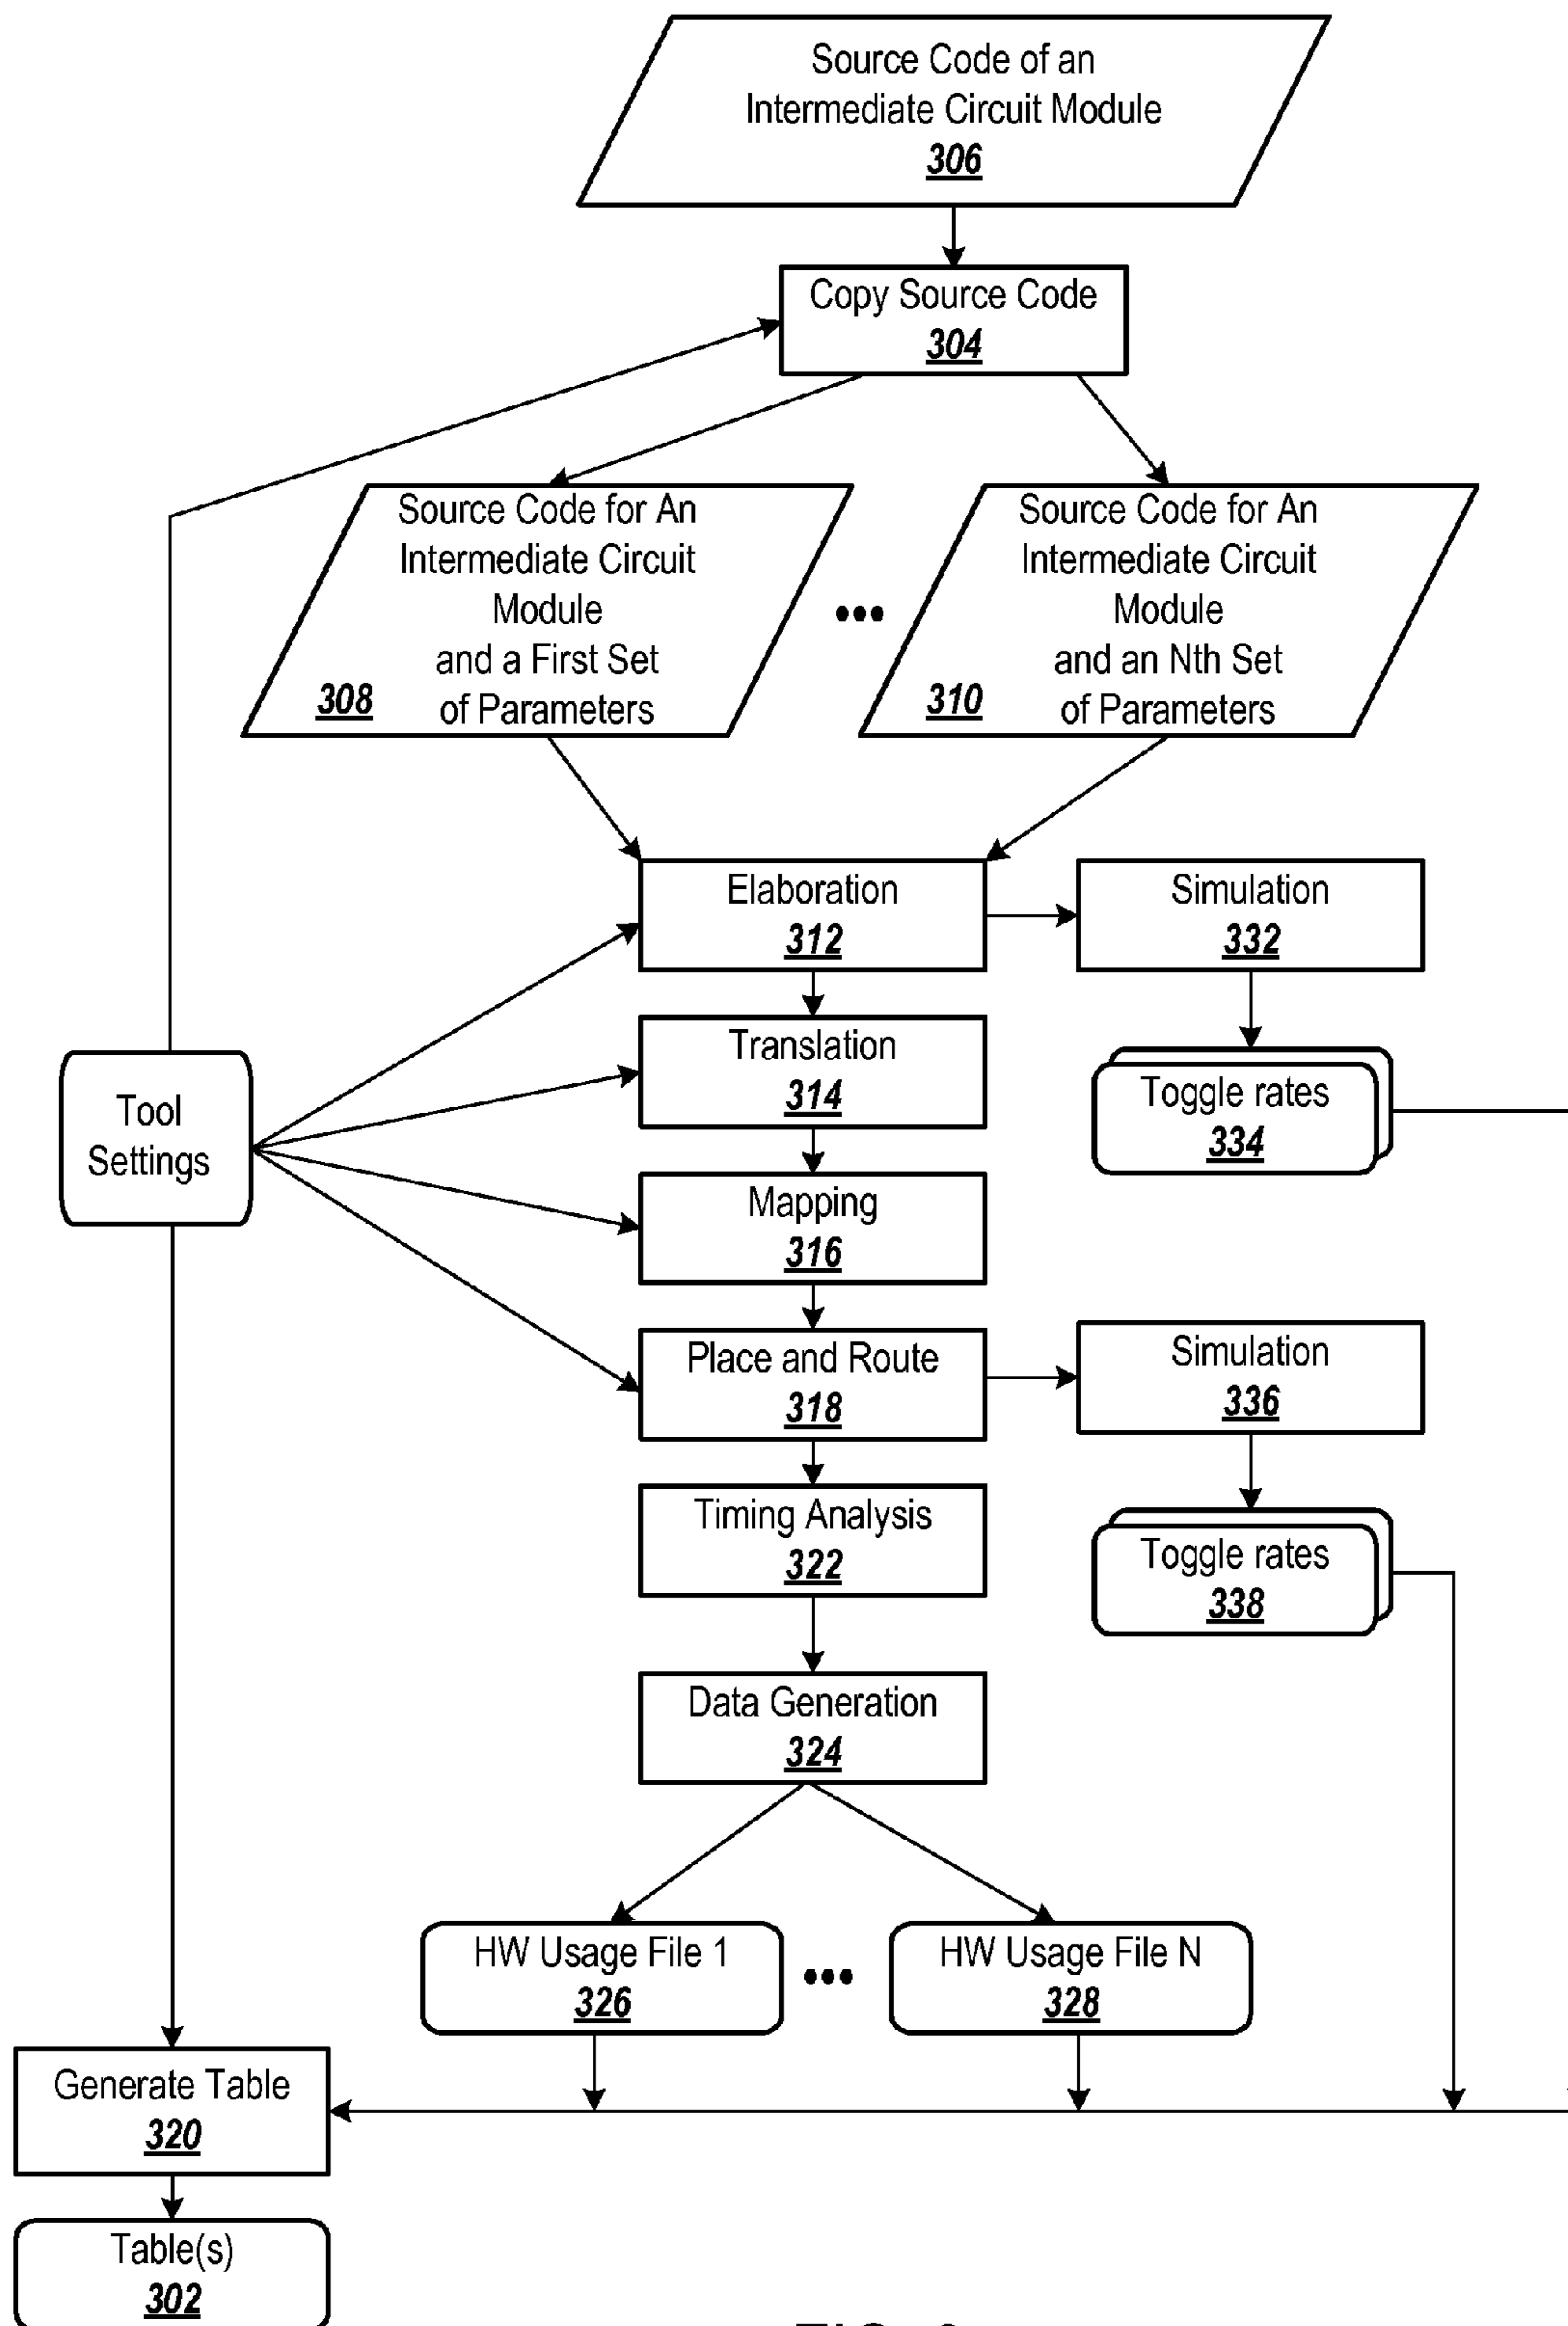 Source Code of an
Intermediate Circuit Module
306
Copy Source Code
304
Source Code for An
Intermediate Circuit
Module
and a First Set
of Parameters
308
•••
Source Code for An
Intermediate Circuit
Module
and an Nth Set
of Parameters
310
Elaboration
312
Simulation
332
Translation
314
Toggle rates
334
Tool
Settings
Mapping
316
Place and Route
318
Simulation
336
Timing Analysis
322
Toggle rates
338
Data Generation
324
HW Usage File 1
326
•••
HW Usage File N
328
Generate Table
320
Table(s)
302